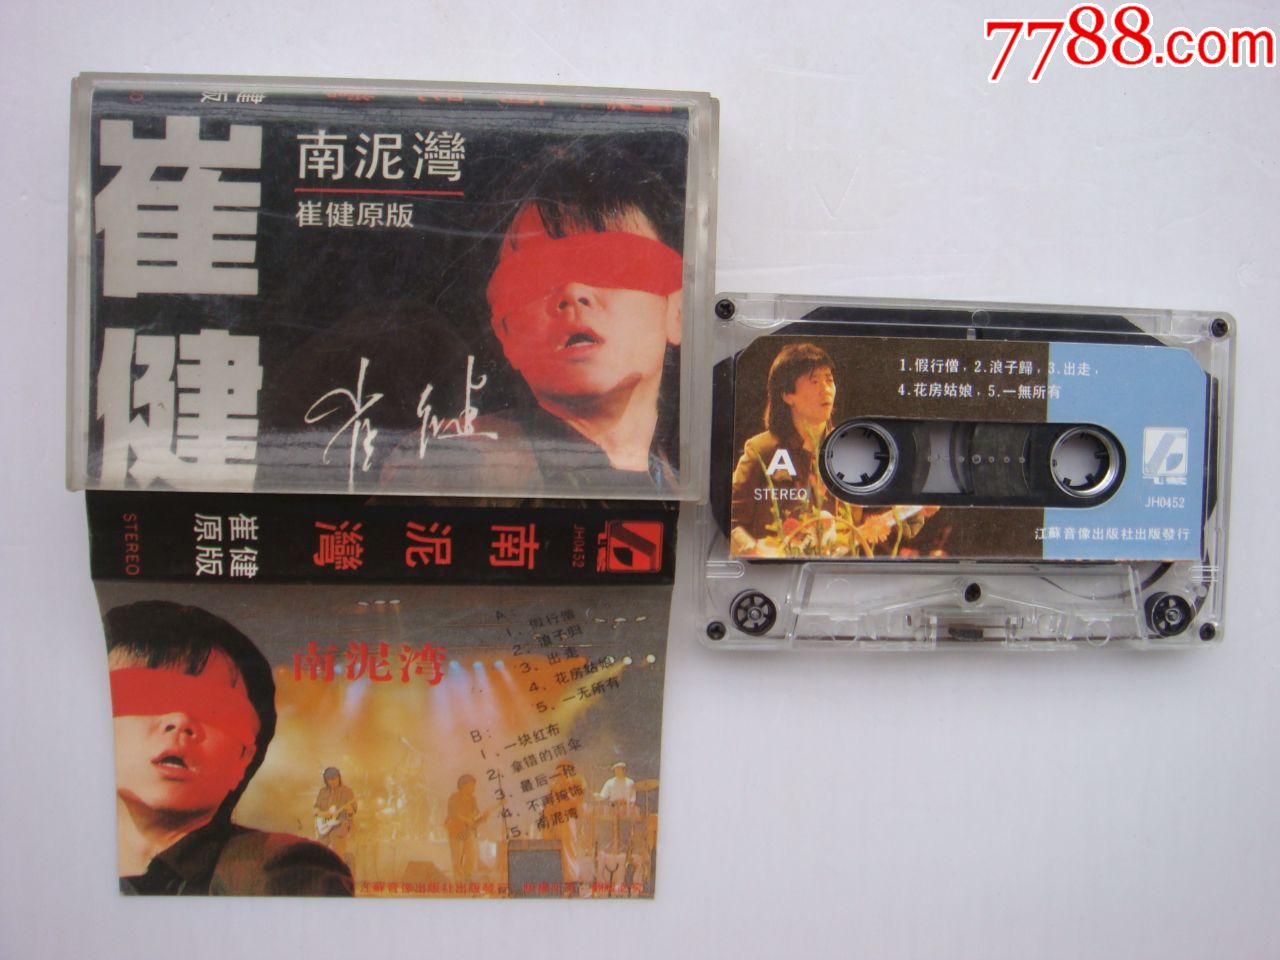 7788.com
崔健
南泥灣
崔健原版
崔健
JH0452
南泥灣
崔健
原版
STEREO
南泥湾
A：
1、假行僧
2、浪子归
3、出走
4、花房姑娘
5、一无所有
B：
1、一块红布
2、拿错的雨伞
3、最后一枪
4、不再掩饰
5、南泥湾
江蘇音像出版社出版發行
1.假行僧，2.浪子歸，3.出走，
4.花房姑娘，5.一無所有
A
STEREO
JH0452
江蘇音像出版社出版發行